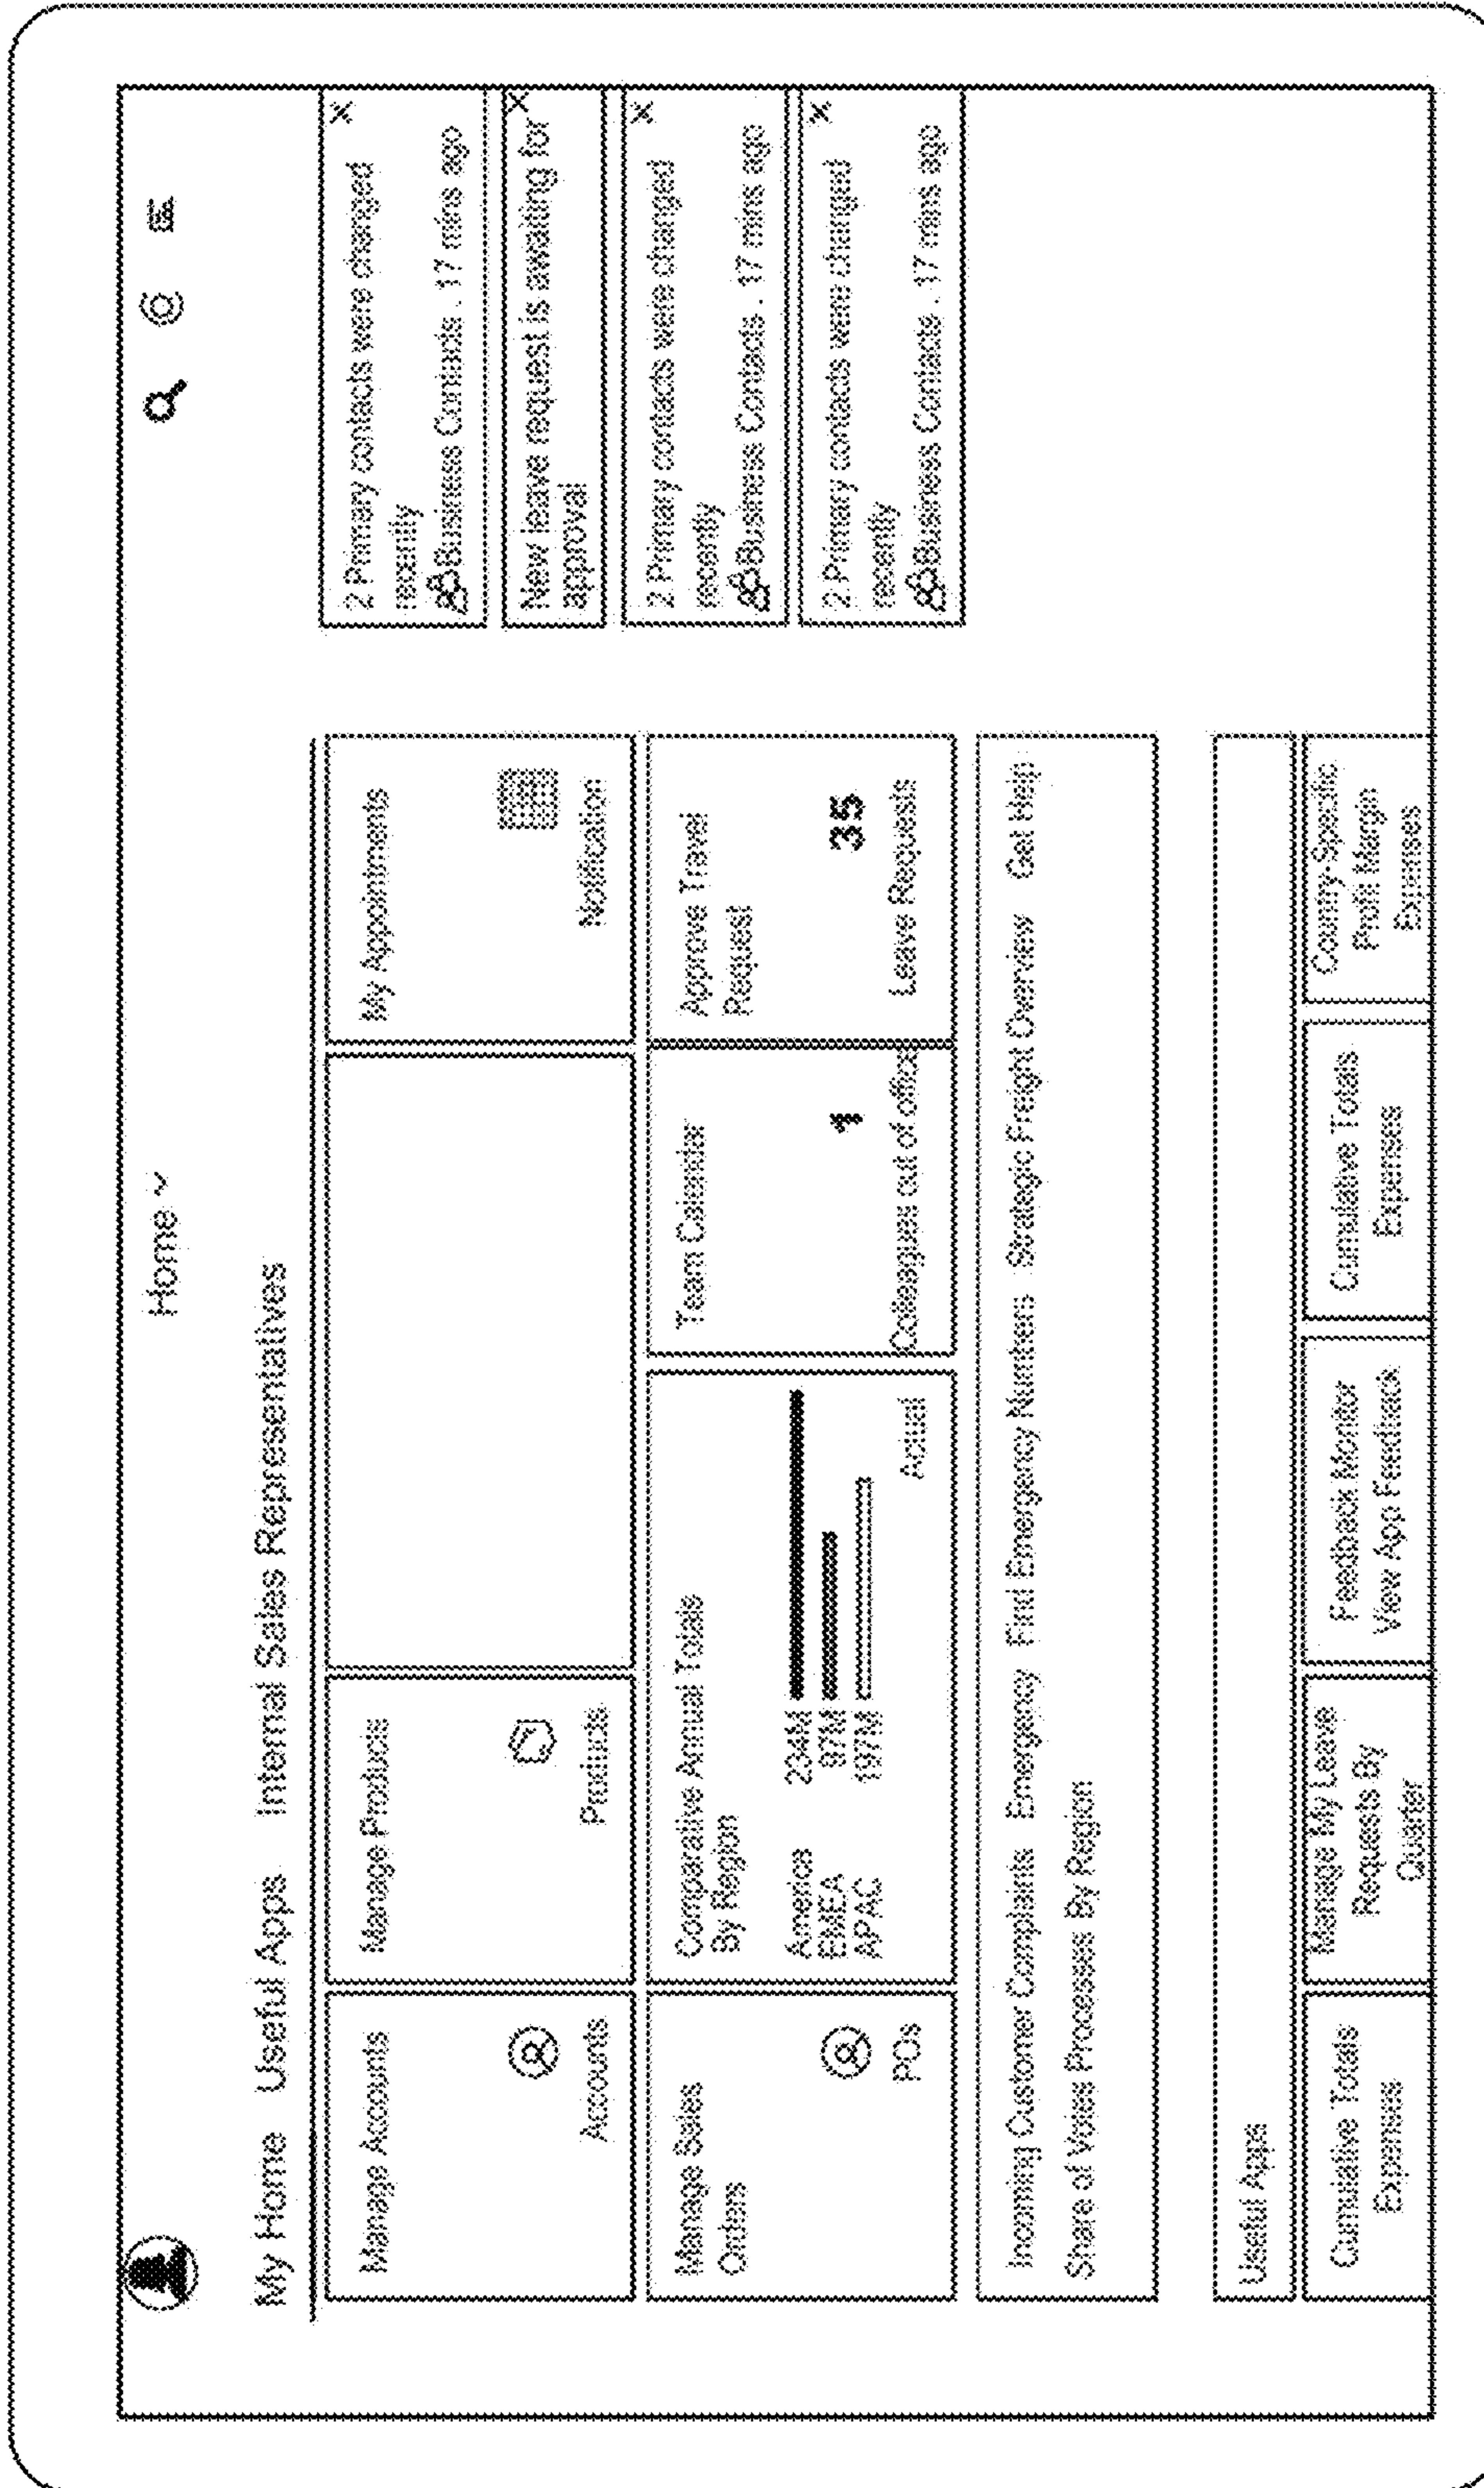 Home
My Home Useful Apps Internal Sales Representatives
Manage Accounts
Accounts
Manage Products
Products
My Appointments
Notification
Manage Sales
Orders
POs
Comparative Annual Totals
By Region
America 234M
EMEA 97M
APAC 197M
Actual
Team Calendar
1
Colleagues out of office
Approve Travel
Request
35
Leave Requests
Incoming Customer Complaints Emergency Find Emergency Numbers Strategic Freight Overview Get Help
Share of Votes Processes By Region
Useful Apps
Cumulative Totals
Expenses
Manage My Leave
Requests By
Quarter
Feedback Monitor
View App Feedback
Cumulative Totals
Expenses
Country-Specific
Profit Margin
Expenses
2 Primary contacts were changed X
recently
Business Contacts . 17 mins ago
New leave request is awaiting for X
approval
2 Primary contacts were changed X
recently
Business Contacts . 17 mins ago
2 Primary contacts were changed X
recently
Business Contacts . 17 mins ago